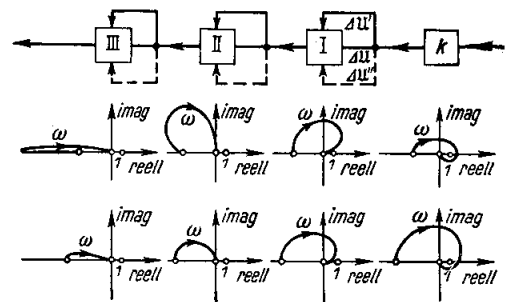 III II I Δu' Δu Δu'' k
imag imag imag imag
ω ω ω ω
1 reell 1 reell 1 reell 1 reell
imag imag imag imag
ω ω ω ω
1 reell 1 reell 1 reell 1 reell